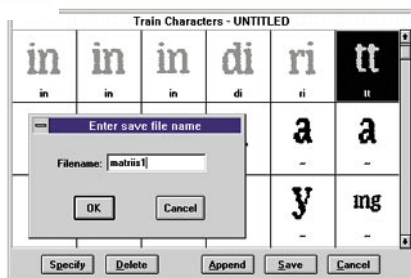 Train Characters - UNTITLED
in in in di ri tt
in in in di ri tt
Enter save file name
Filename: matriis1
OK Cancel
a a
~ ~
y mg
~ ~
Specify Delete Append Save Cancel